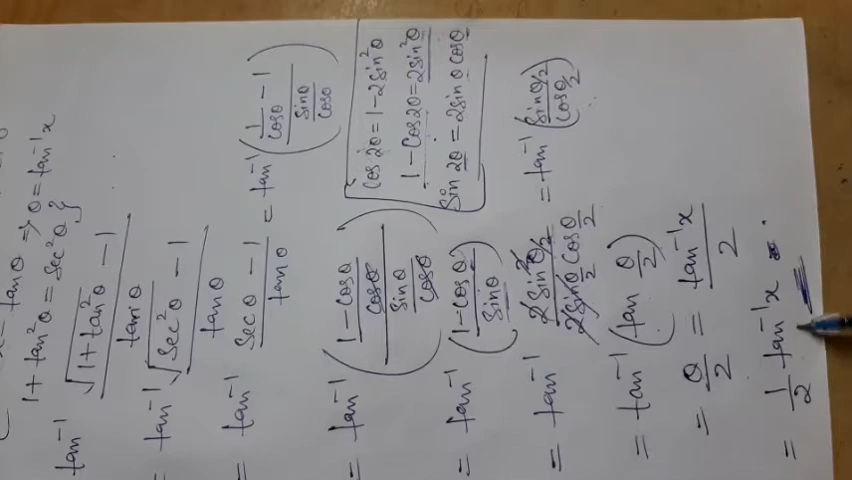 x = tanθ ⇒ θ = tan⁻¹x
1 + tan²θ = sec²θ }
tan⁻¹ (√(1 + tan²θ) − 1)/tanθ
= tan⁻¹ (√(sec²θ) − 1)/tanθ
= tan⁻¹ (secθ − 1)/tanθ = tan⁻¹((1/cosθ − 1)/(sinθ/cosθ))
= tan⁻¹(((1 − cosθ)/cosθ)/(sinθ/cosθ))
cos2θ = 1 − 2sin²θ
1 − cos2θ = 2sin²θ
sin2θ = 2sinθ cosθ
= tan⁻¹((1 − cosθ)/sinθ)
= tan⁻¹ (2sin²θ/2)/(2sinθ/2 cosθ/2) = tan⁻¹((sinθ/2)/(cosθ/2))
= tan⁻¹(tan θ/2)
= θ/2 = tan⁻¹x/2
= 1/2 tan⁻¹x